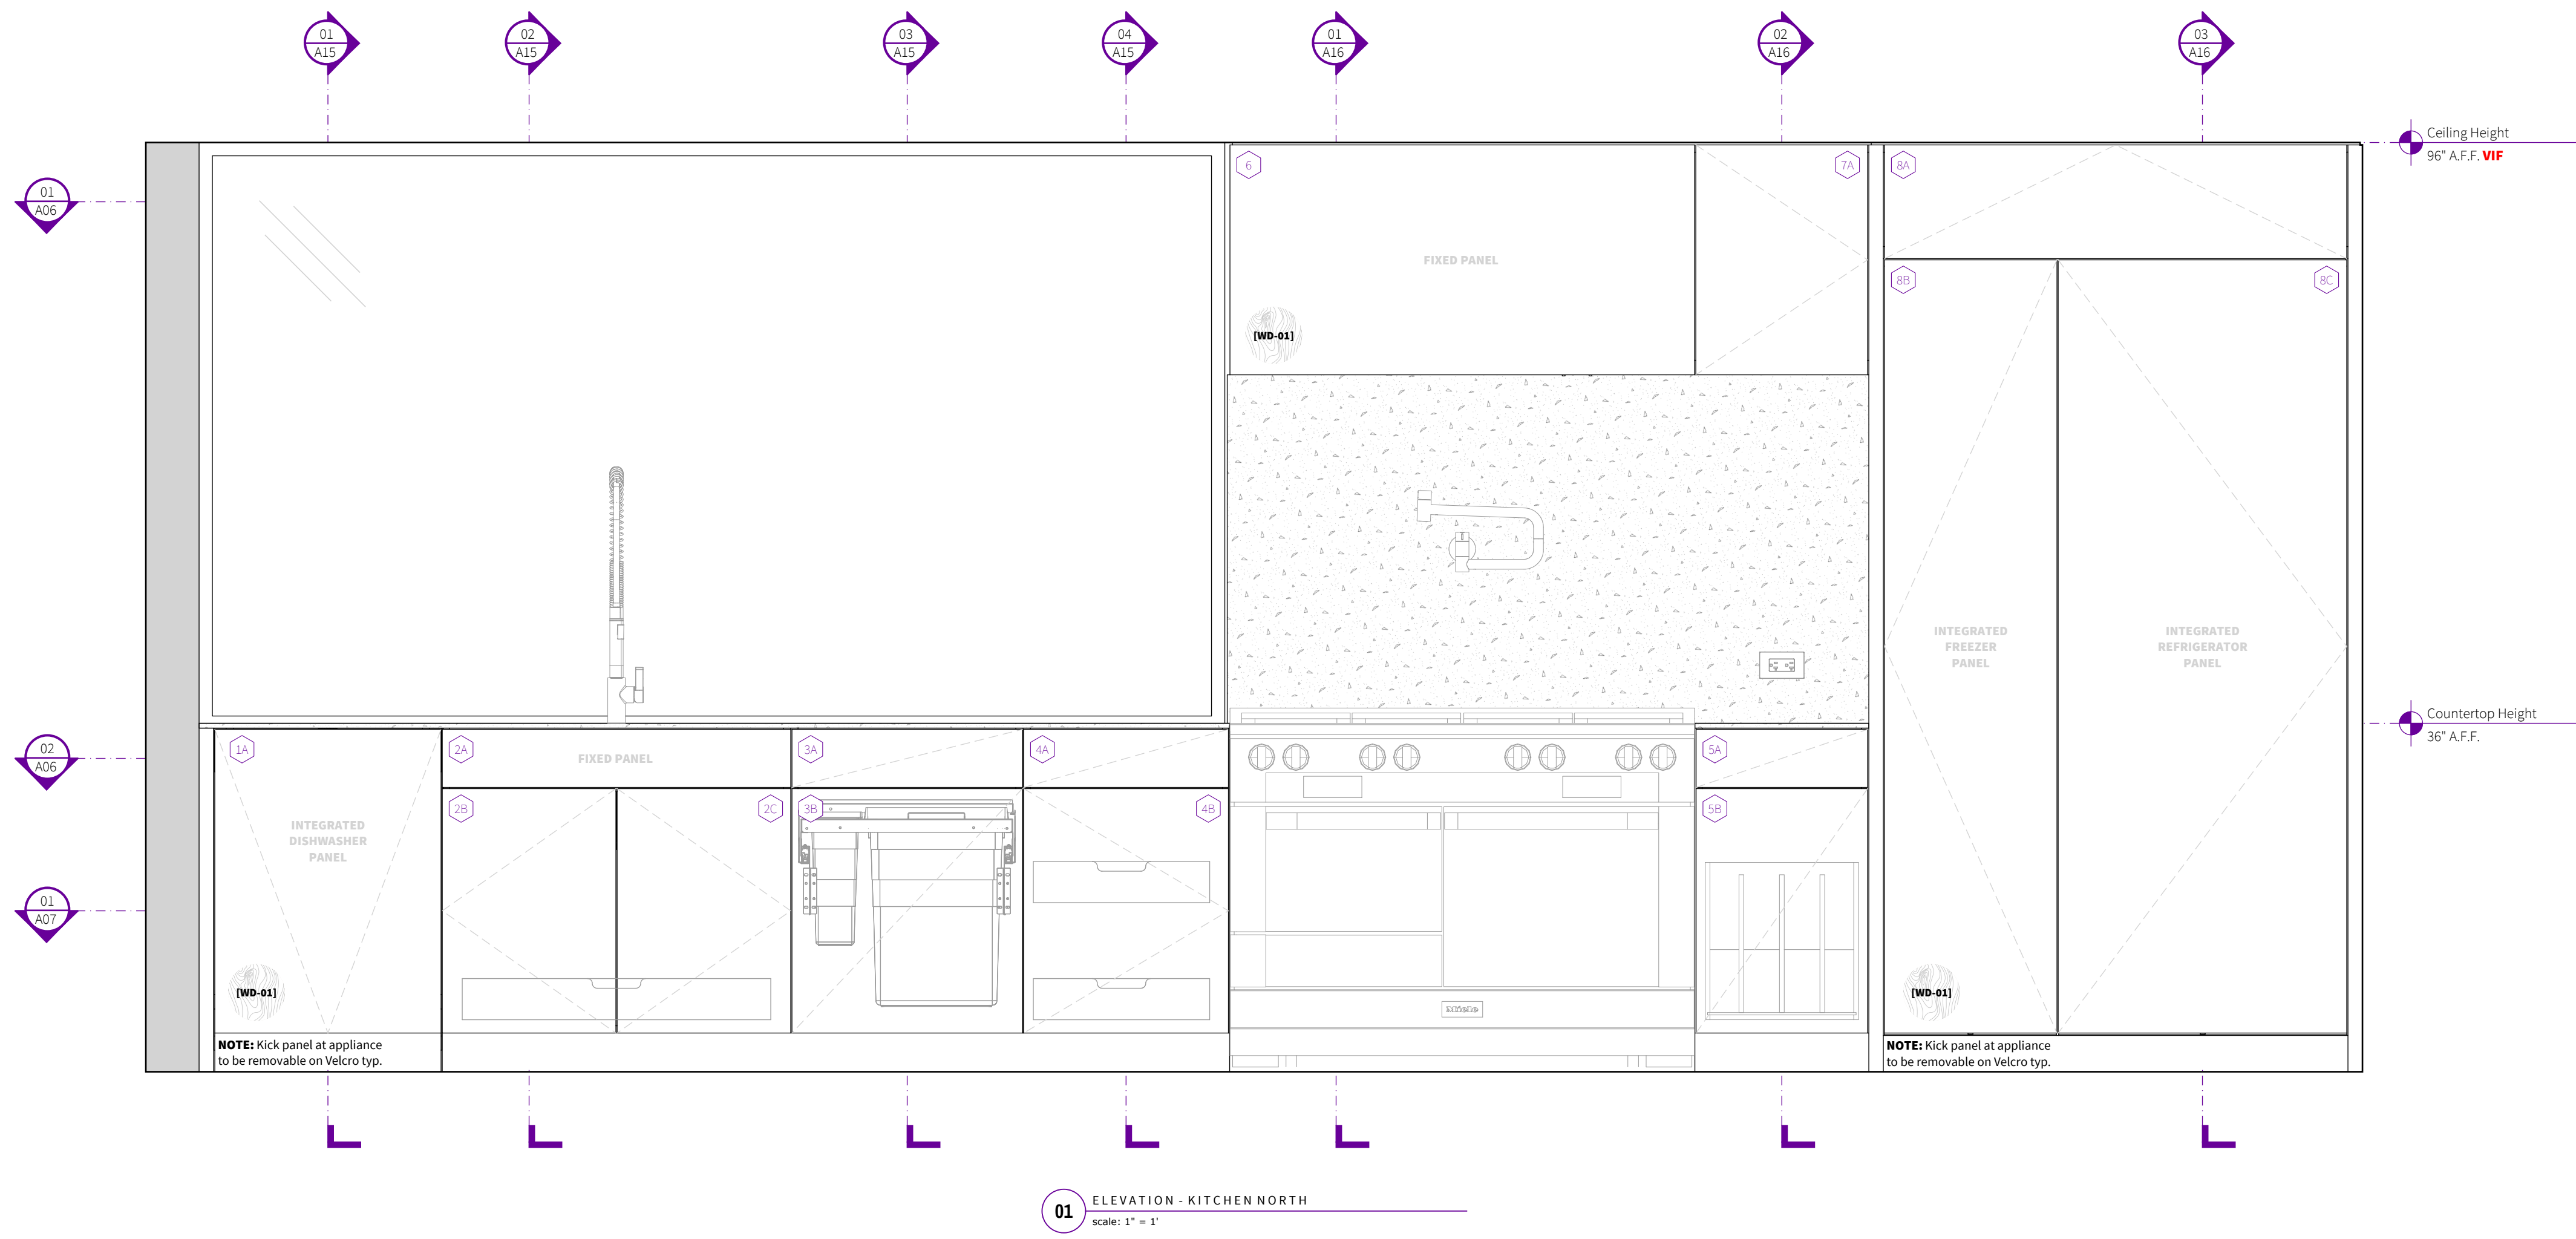 01
A15
02
A15
03
A15
04
A15
01
A16
02
A16
03
A16
Ceiling Height
96" A.F.F. VIF
01
A06
6
7A
8A
FIXED PANEL
8B
8C
[WD-01]
INTEGRATED
FREEZER
PANEL
INTEGRATED
REFRIGERATOR
PANEL
Countertop Height
36" A.F.F.
02
A06
1A
2A
FIXED PANEL
3A
4A
5A
2B
2C
3B
4B
5B
INTEGRATED
DISHWASHER
PANEL
01
A07
[WD-01]
[WD-01]
Miele
NOTE: Kick panel at appliance
to be removable on Velcro typ.
NOTE: Kick panel at appliance
to be removable on Velcro typ.
01
ELEVATION - KITCHEN NORTH
scale: 1" = 1'